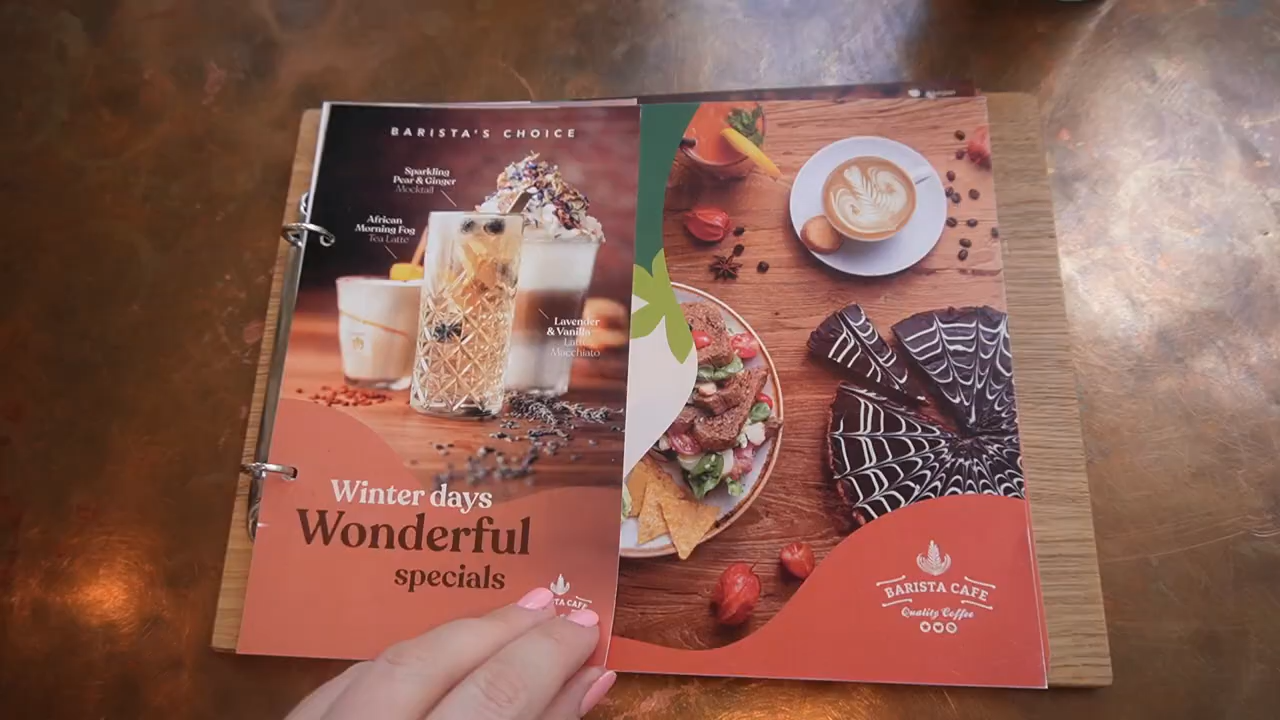 BARISTA'S CHOICE
Sparkling
Pear & Ginger
Mocktail
African
Morning Fog
Tea Latte
Lavender
& Vanilla
Latte
Macchiato
Winter days
Wonderful
specials
BARISTA CAFE
Quality Coffee